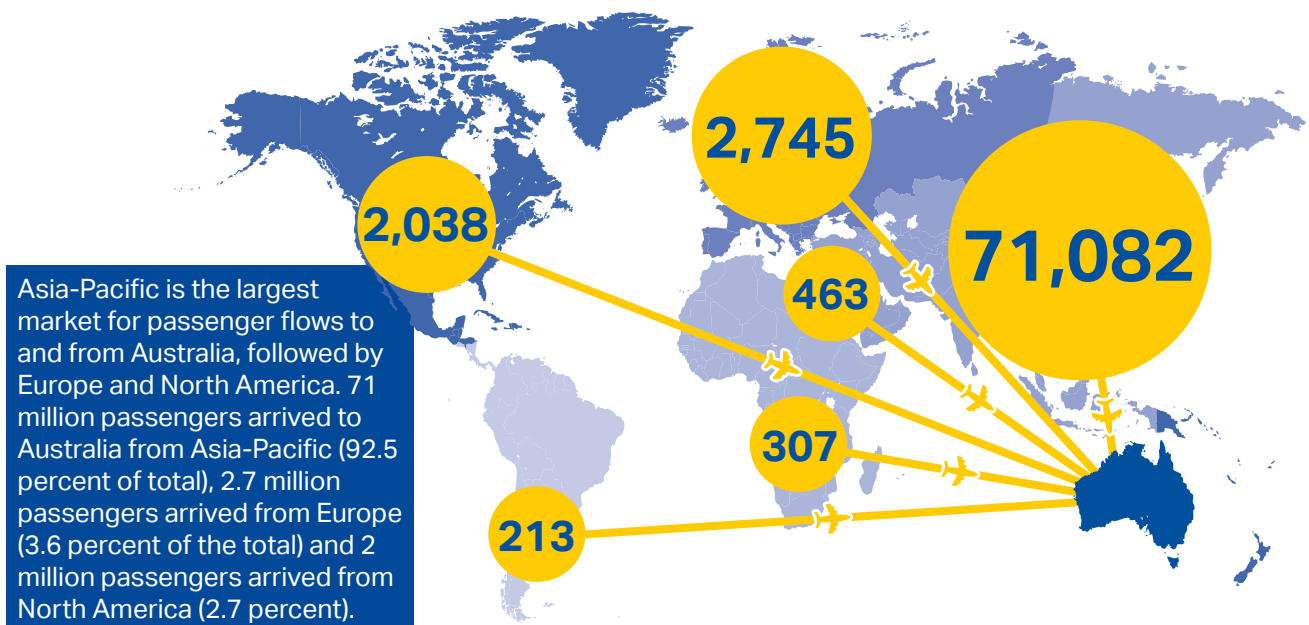 2,745
2,038
71,082
463
Asia-Pacific is the largest
market for passenger flows to
and from Australia, followed by
Europe and North America. 71
million passengers arrived to
Australia from Asia-Pacific (92.5
percent of total), 2.7 million
passengers arrived from Europe
(3.6 percent of the total) and 2
million passengers arrived from
North America (2.7 percent).
307
213